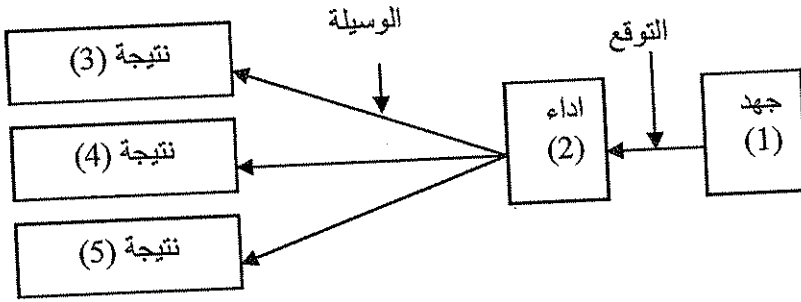 الوسيلة
التوقع
جهد
(1)
اداء
(2)
نتيجة (3)
نتيجة (4)
نتيجة (5)